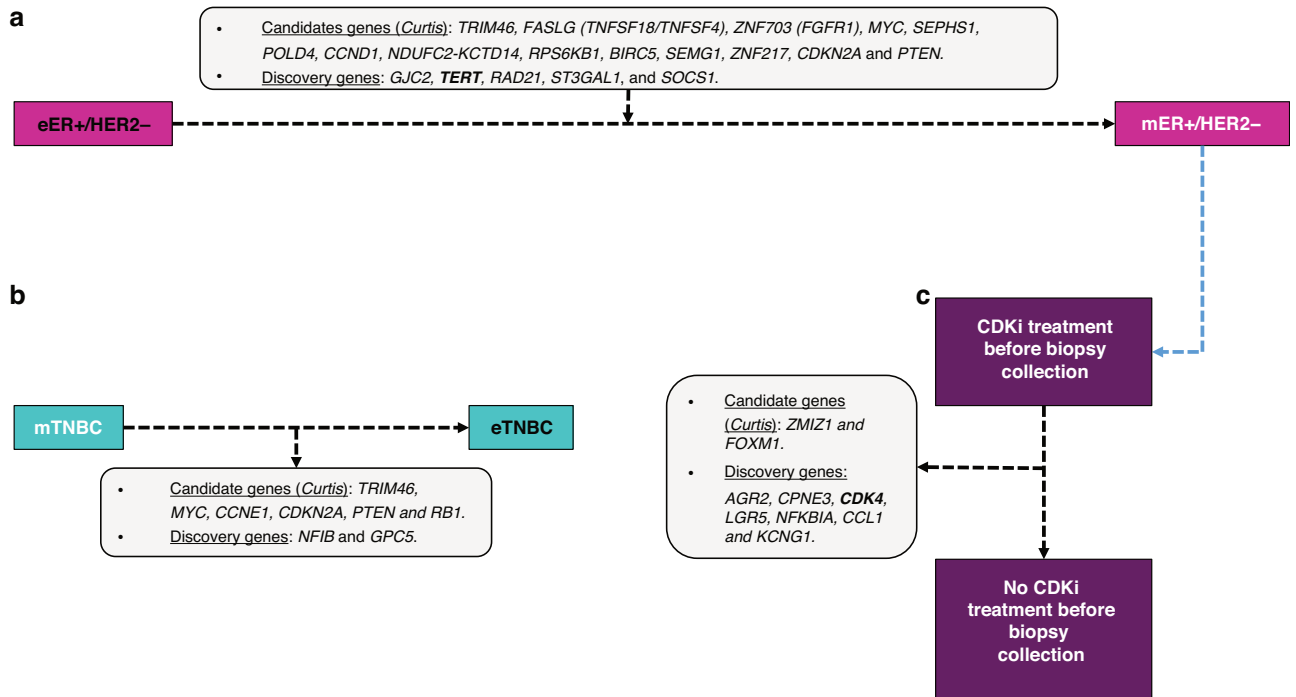 a
• Candidates genes (Curtis): TRIM46, FASLG (TNFSF18/TNFSF4), ZNF703 (FGFR1), MYC, SEPHS1,
POLD4, CCND1, NDUFC2-KCTD14, RPS6KB1, BIRC5, SEMG1, ZNF217, CDKN2A and PTEN.
• Discovery genes: GJC2, TERT, RAD21, ST3GAL1, and SOCS1.
eER+/HER2–
mER+/HER2–
b
mTNBC
eTNBC
• Candidate genes (Curtis): TRIM46,
MYC, CCNE1, CDKN2A, PTEN and RB1.
• Discovery genes: NFIB and GPC5.
c
CDKi treatment
before biopsy
collection
• Candidate genes
(Curtis): ZMIZ1 and
FOXM1.
• Discovery genes:
AGR2, CPNE3, CDK4,
LGR5, NFKBIA, CCL1
and KCNG1.
No CDKi
treatment before
biopsy
collection